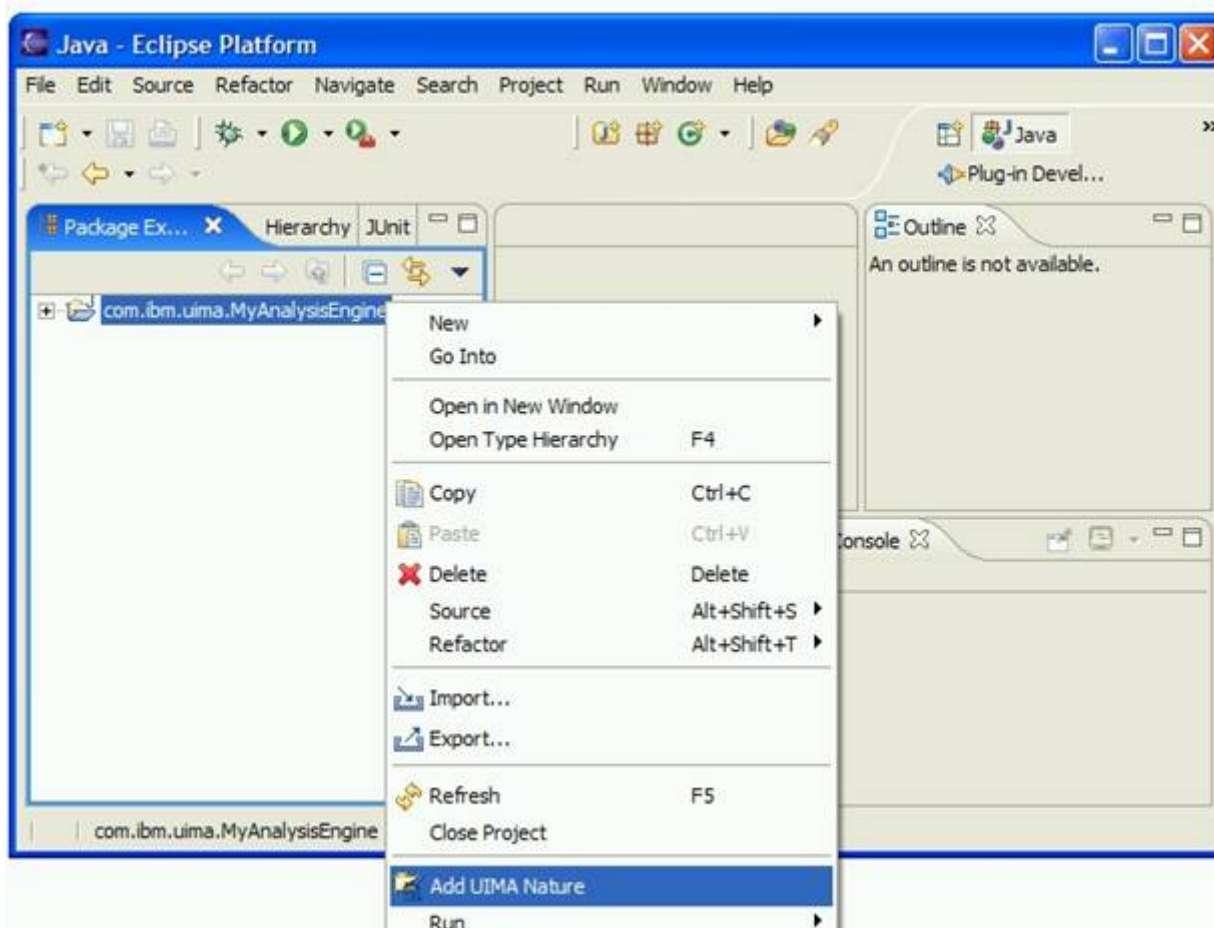 Java - Eclipse Platform
File Edit Source Refactor Navigate Search Project Run Window Help
Java
Plug-in Devel...
Package Ex... Hierarchy JUnit
Outline
An outline is not available.
com.ibm.uima.MyAnalysisEngine
New
Go Into
Open in New Window
Open Type Hierarchy F4
Copy Ctrl+C
Paste Ctrl+V
onsole
Delete Delete
Source Alt+Shift+S
Refactor Alt+Shift+T
Import...
Export...
Refresh F5
com.ibm.uima.MyAnalysisEngine
Close Project
Add UIMA Nature
Run